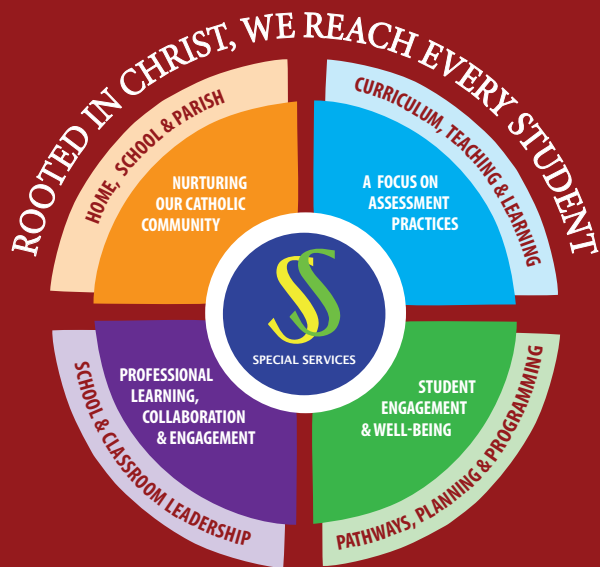 ROOTED IN CHRIST, WE REACH EVERY STUDENT
HOME, SCHOOL & PARISH
NURTURING
OUR CATHOLIC
COMMUNITY
CURRICULUM, TEACHING & LEARNING
A FOCUS ON
ASSESSMENT
PRACTICES
SS
SPECIAL SERVICES
SCHOOL & CLASSROOM LEADERSHIP
PROFESSIONAL
LEARNING,
COLLABORATION
& ENGAGEMENT
STUDENT
ENGAGEMENT
& WELL-BEING
PATHWAYS, PLANNING & PROGRAMMING